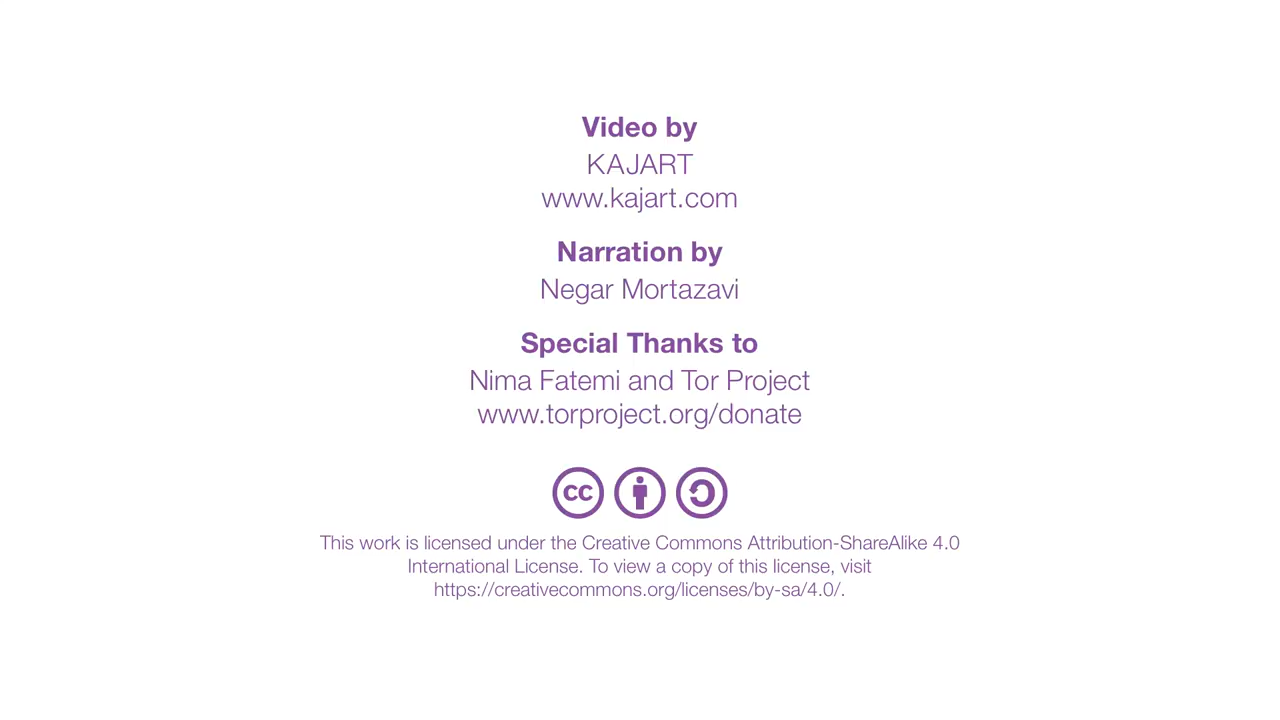 Video by
KAJART
www.kajart.com
Narration by
Negar Mortazavi
Special Thanks to
Nima Fatemi and Tor Project
www.torproject.org/donate
cc
This work is licensed under the Creative Commons Attribution-ShareAlike 4.0
International License. To view a copy of this license, visit
https://creativecommons.org/licenses/by-sa/4.0/.